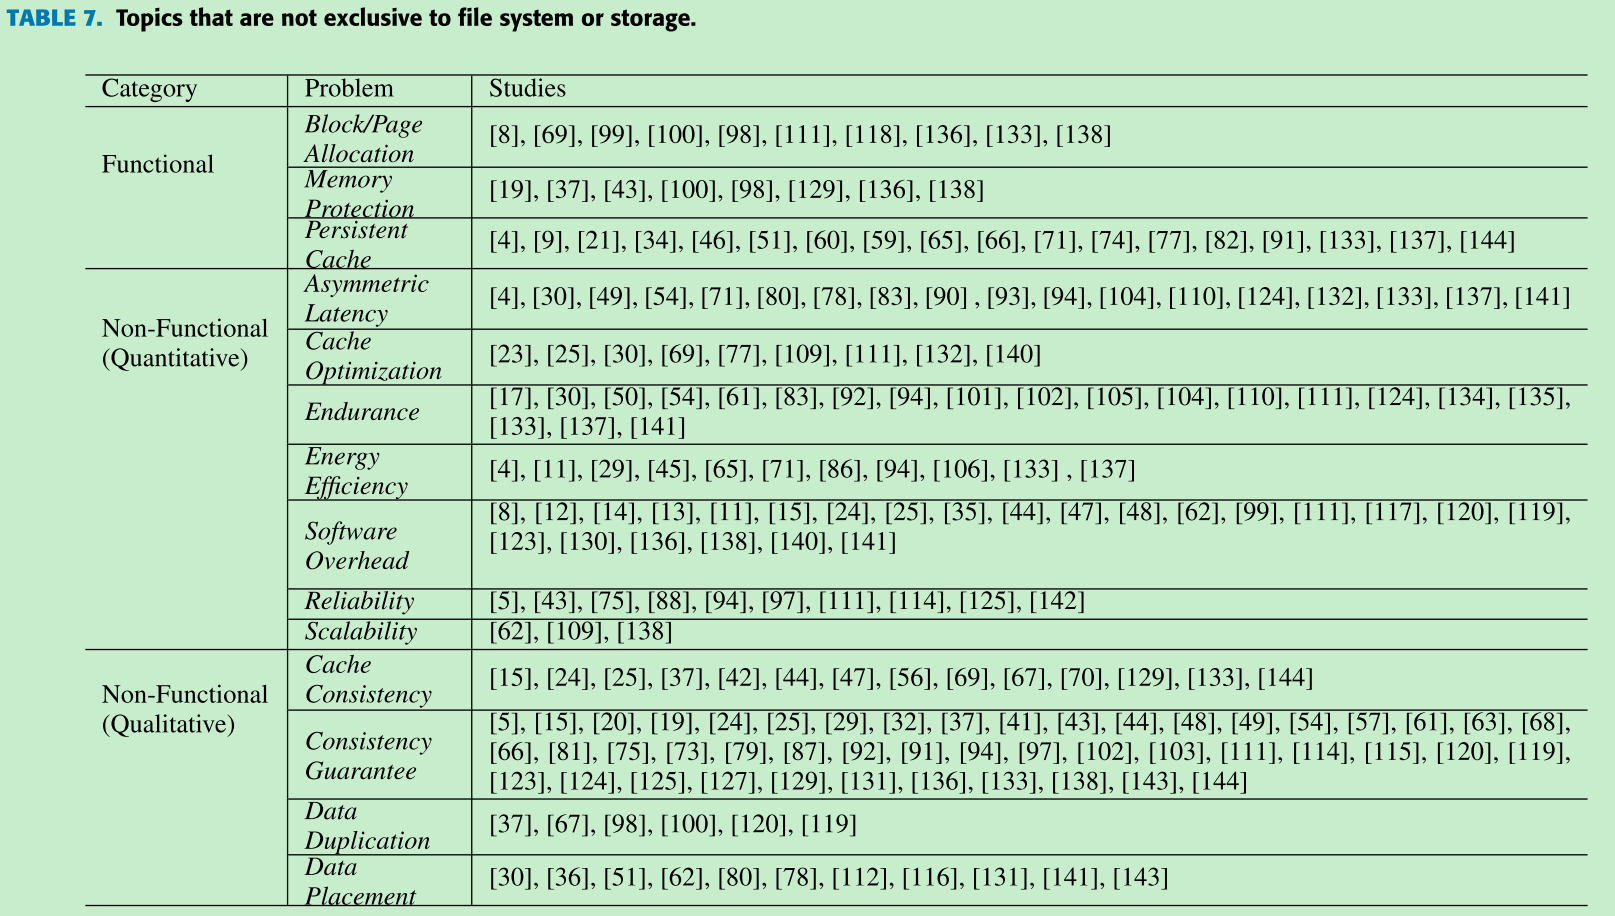 TABLE 7. Topics that are not exclusive to file system or storage.
Category Problem Studies
Functional
Block/Page
Allocation
[8], [69], [99], [100], [98], [111], [118], [136], [133], [138]
Memory
Protection
[19], [37], [43], [100], [98], [129], [136], [138]
Persistent
Cache
[4], [9], [21], [34], [46], [51], [60], [59], [65], [66], [71], [74], [77], [82], [91], [133], [137], [144]
Non-Functional
(Quantitative)
Asymmetric
Latency
[4], [30], [49], [54], [71], [80], [78], [83], [90] , [93], [94], [104], [110], [124], [132], [133], [137], [141]
Cache
Optimization
[23], [25], [30], [69], [77], [109], [111], [132], [140]
Endurance
[17], [30], [50], [54], [61], [83], [92], [94], [101], [102], [105], [104], [110], [111], [124], [134], [135],
[133], [137], [141]
Energy
Efficiency
[4], [11], [29], [45], [65], [71], [86], [94], [106], [133] , [137]
Software
Overhead
[8], [12], [14], [13], [11], [15], [24], [25], [35], [44], [47], [48], [62], [99], [111], [117], [120], [119],
[123], [130], [136], [138], [140], [141]
Reliability
[5], [43], [75], [88], [94], [97], [111], [114], [125], [142]
Scalability
[62], [109], [138]
Non-Functional
(Qualitative)
Cache
Consistency
[15], [24], [25], [37], [42], [44], [47], [56], [69], [67], [70], [129], [133], [144]
Consistency
Guarantee
[5], [15], [20], [19], [24], [25], [29], [32], [37], [41], [43], [44], [48], [49], [54], [57], [61], [63], [68],
[66], [81], [75], [73], [79], [87], [92], [91], [94], [97], [102], [103], [111], [114], [115], [120], [119],
[123], [124], [125], [127], [129], [131], [136], [133], [138], [143], [144]
Data
Duplication
[37], [67], [98], [100], [120], [119]
Data
Placement
[30], [36], [51], [62], [80], [78], [112], [116], [131], [141], [143]